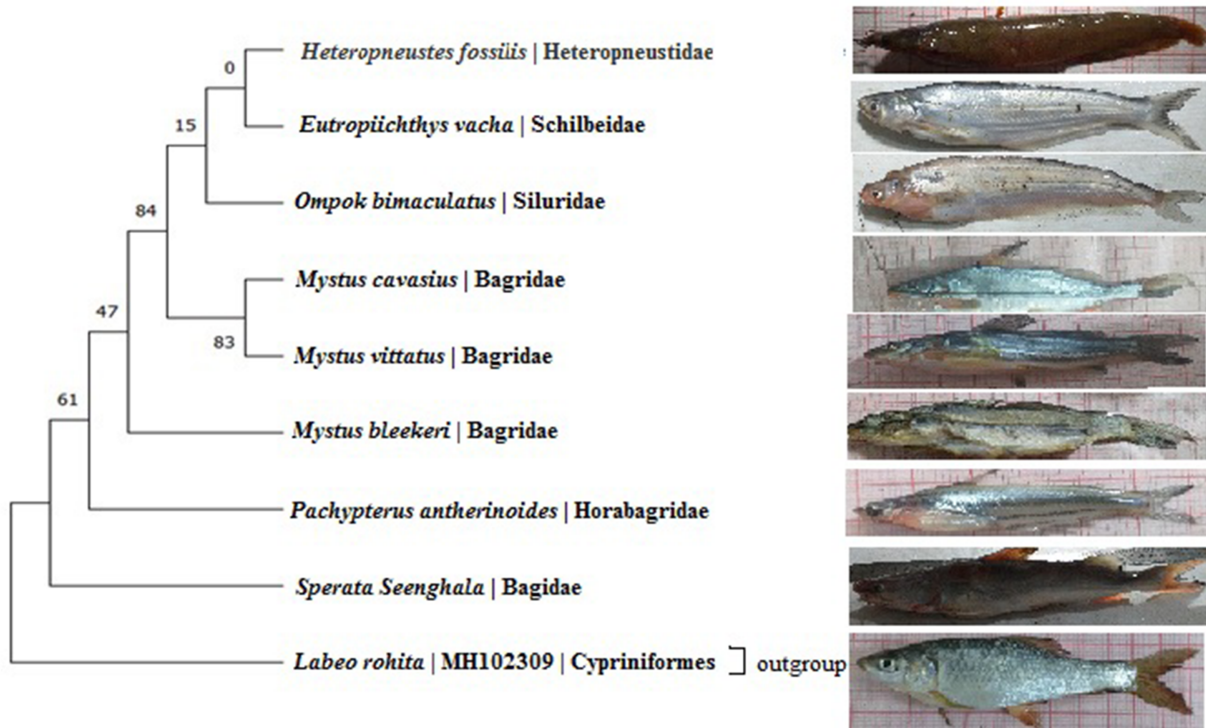 Heteropneustes fossilis | Heteropneustidae
0
Eutropiichthys vacha | Schilbeidae
15
Ompok bimaculatus | Siluridae
84
Mystus cavasius | Bagridae
47
83
Mystus vittatus | Bagridae
61
Mystus bleekeri | Bagridae
Pachypterus antherinoides | Horabagridae
Sperata Seenghala | Bagidae
Labeo rohita | MH102309 | Cypriniformes ] outgroup